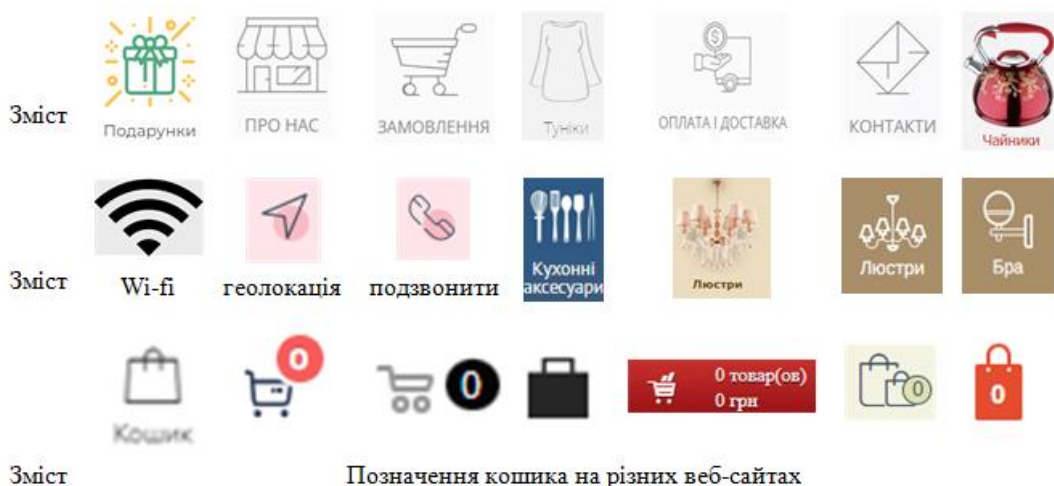 Зміст
Подарунки
ПРО НАС
ЗАМОВЛЕННЯ
Туніки
ОПЛАТА І ДОСТАВКА
КОНТАКТИ
Чайники
Зміст
Wi-fi
геолокація
подзвонити
Кухонні
аксесуари
Люстри
Люстри
Бра
Кошик
0
0
0 товар(ов)
0 грн
0
0
Зміст
Позначення кошика на різних веб-сайтах